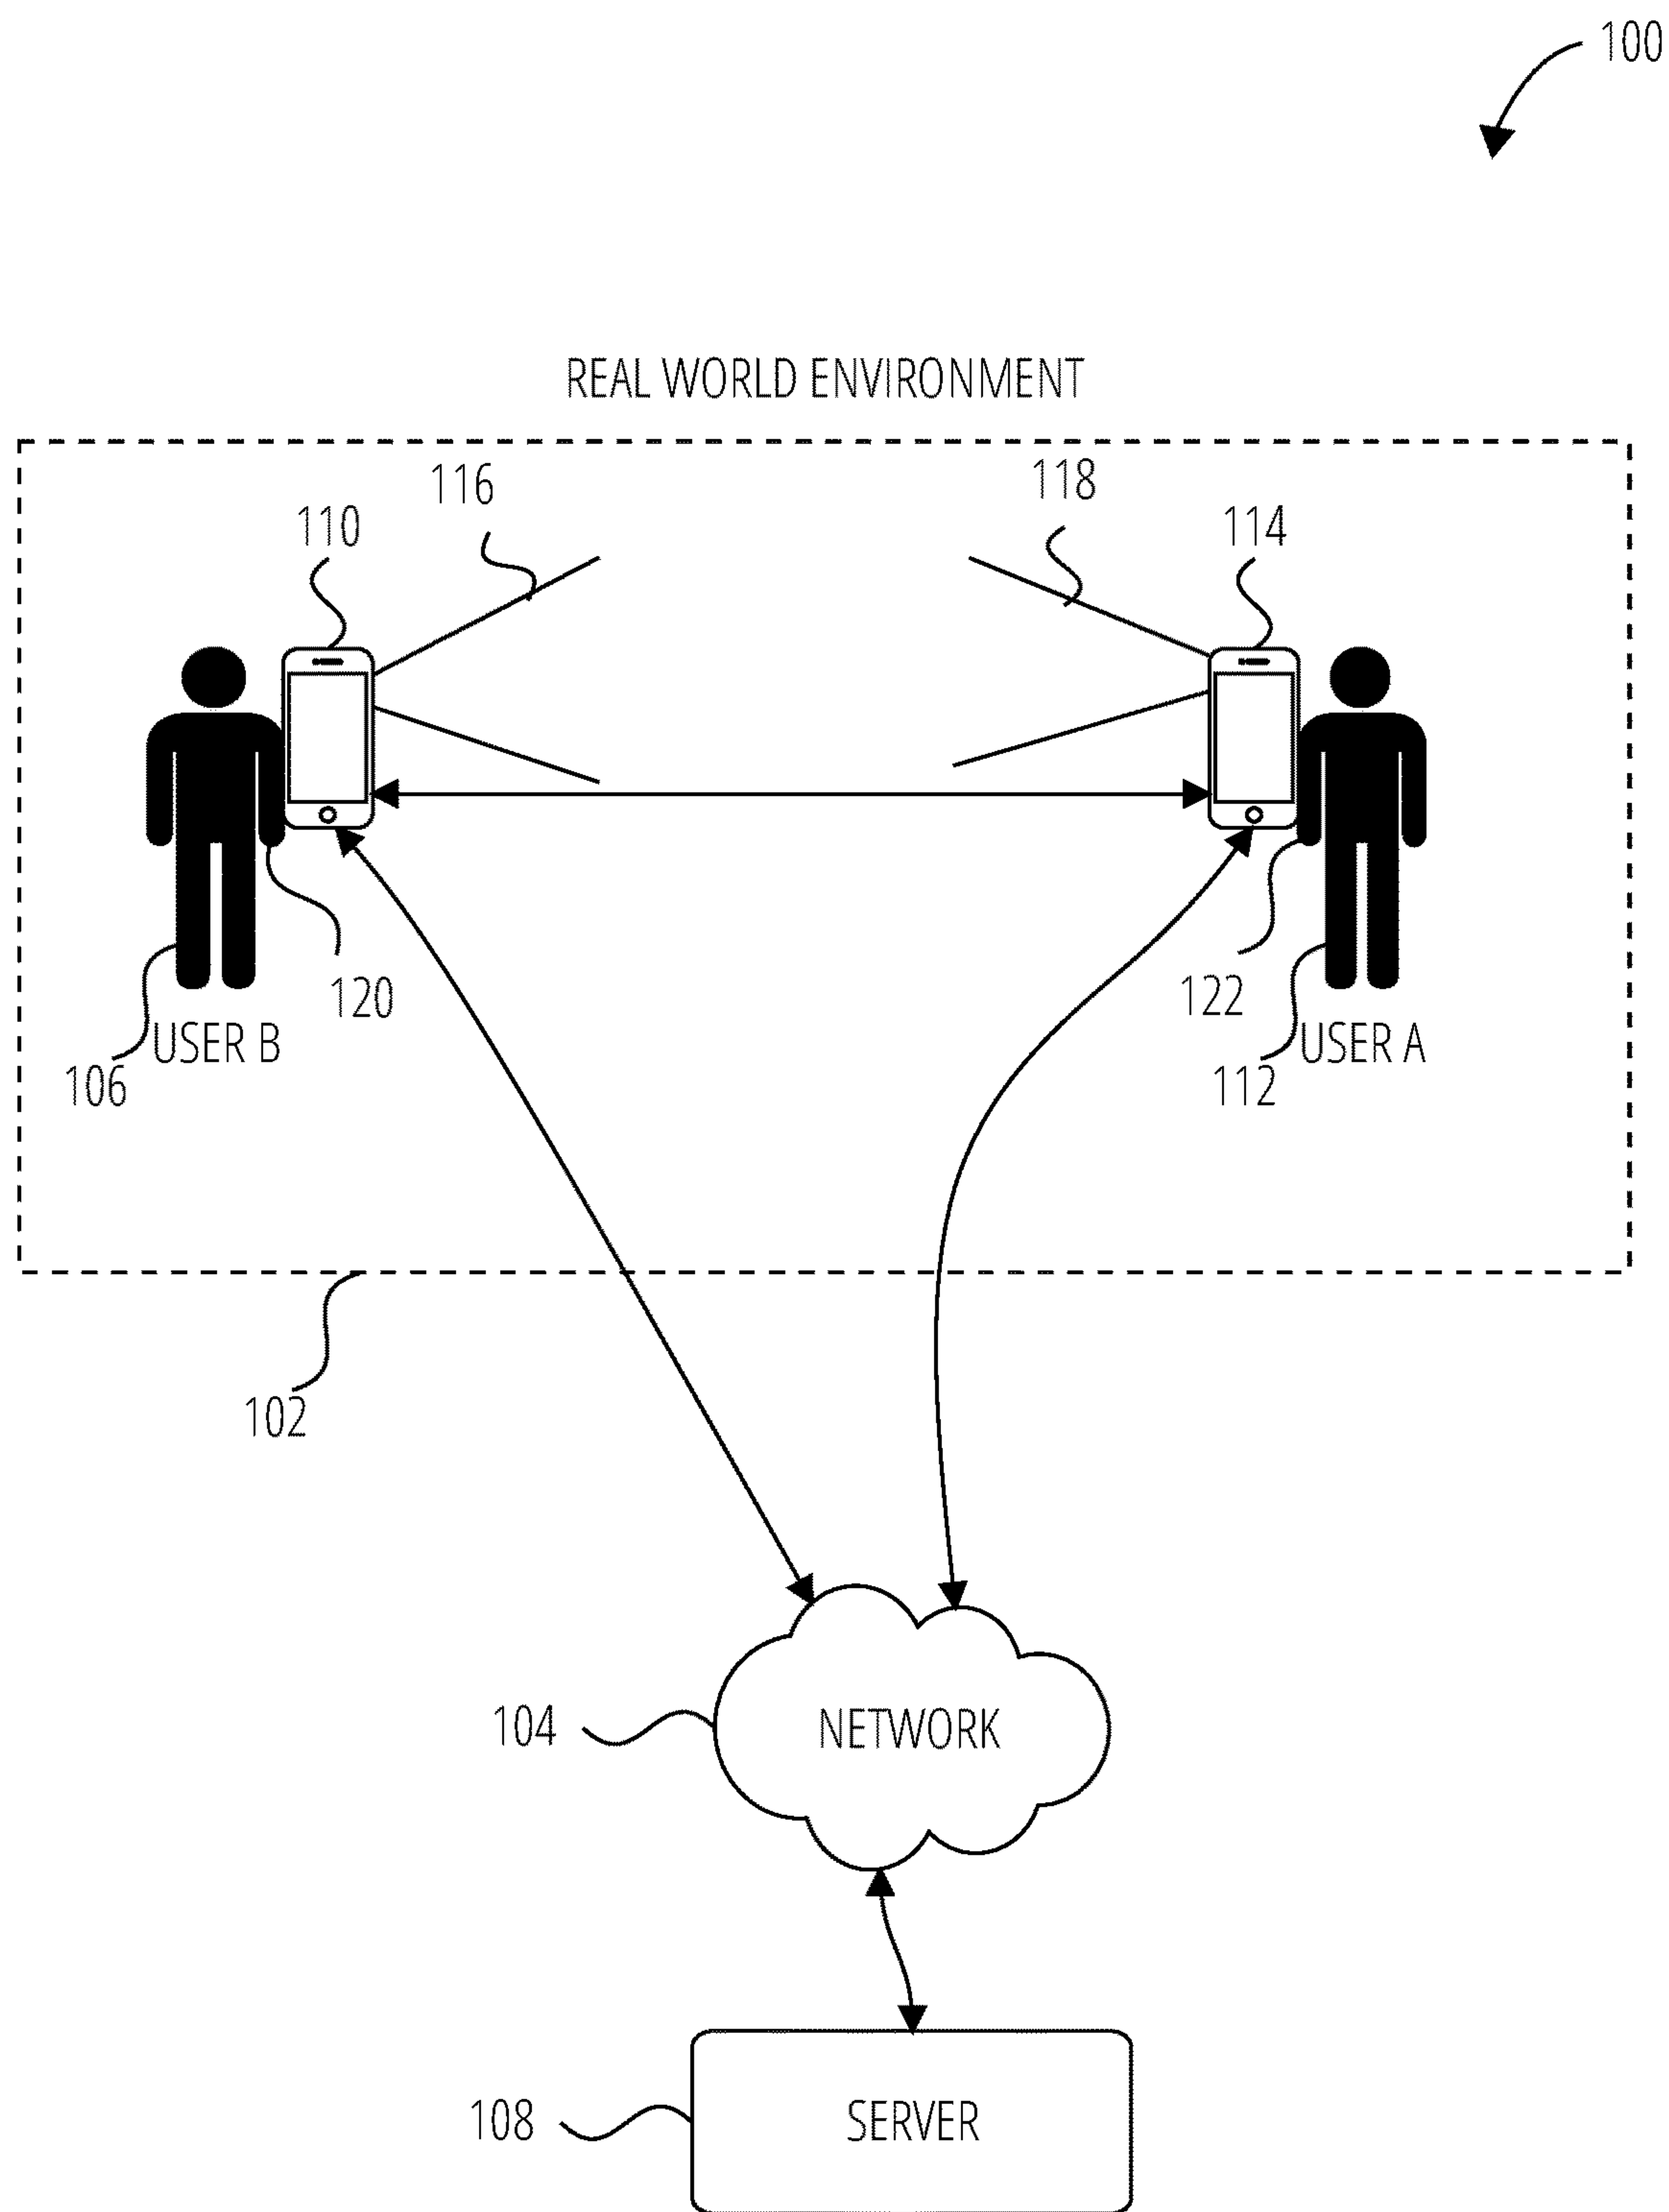 100
REAL WORLD ENVIRONMENT
116
118
110
114
120
122
USER B
USER A
106
112
102
104
NETWORK
108
SERVER